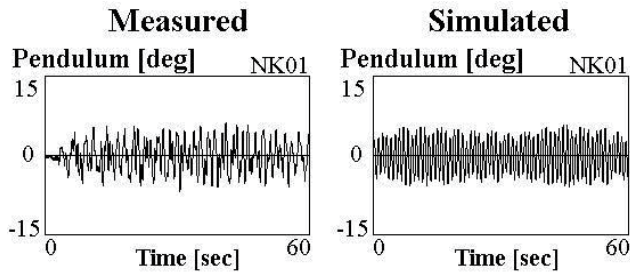 Measured
Pendulum [deg] NK01
15
0
-15
0 60
Time [sec]
Simulated
Pendulum [deg] NK01
15
0
-15
0 60
Time [sec]